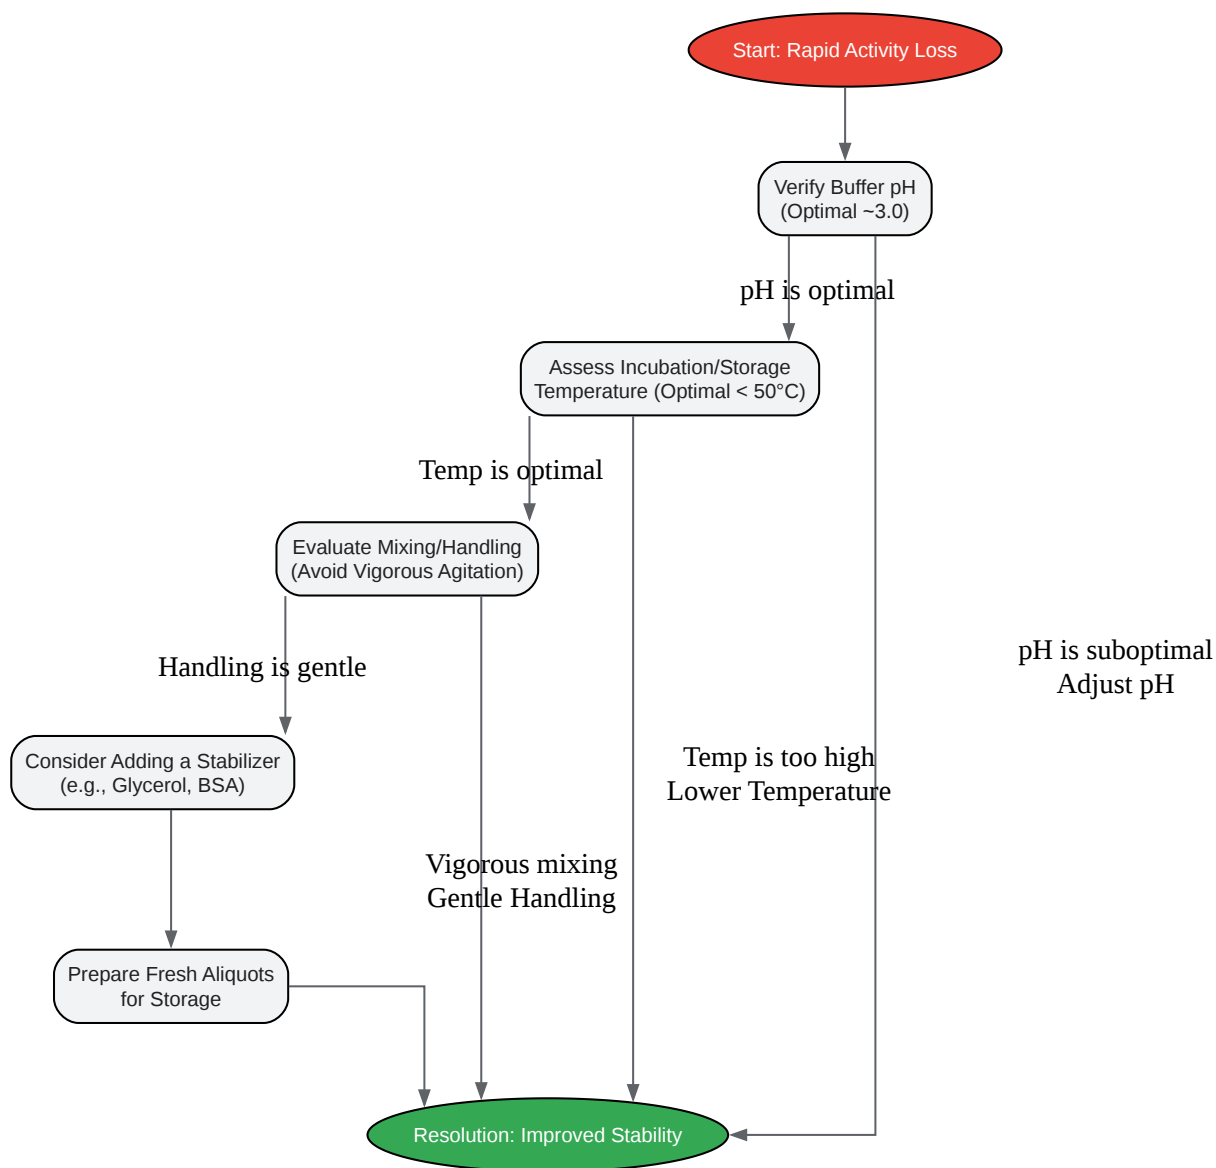 Start: Rapid Activity Loss
Verify Buffer pH
(Optimal ~3.0)
pH is optimal
Assess Incubation/Storage
Temperature (Optimal < 50°C)
Temp is optimal
Evaluate Mixing/Handling
(Avoid Vigorous Agitation)
Handling is gentle
pH is suboptimal
Adjust pH
Consider Adding a Stabilizer
(e.g., Glycerol, BSA)
Temp is too high
Lower Temperature
Vigorous mixing
Gentle Handling
Prepare Fresh Aliquots
for Storage
Resolution: Improved Stability